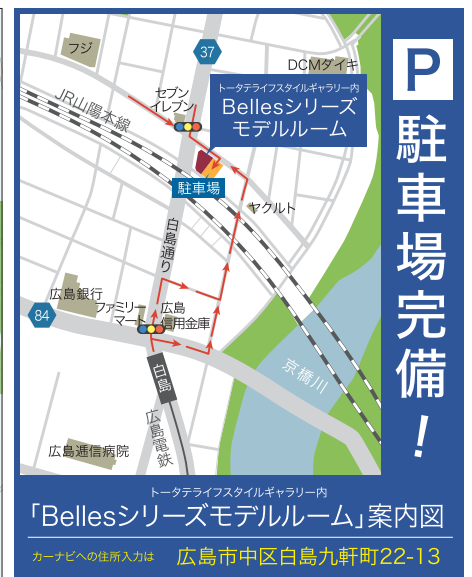 フジ
37
DCMダイキ
トータテライフスタイルギャラリー内
Bellesシリーズ
モデルルーム
セブン
イレブン
JR山陽本線
駐車場
ヤクルト
白島通り
広島銀行
ファミリー
マート
広島
信用金庫
84
白島
京橋川
広島電鉄
広島逓信病院
P
駐車場完備!
トータテライフスタイルギャラリー内
「Bellesシリーズモデルルーム」案内図
カーナビへの住所入力は 広島市中区白島九軒町22-13